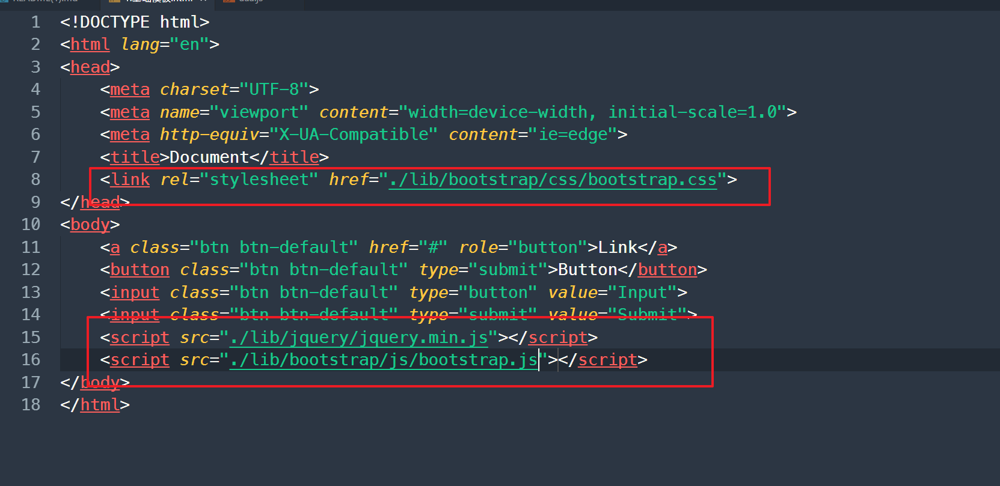 1 <!DOCTYPE html>
2 <html lang="en">
3 <head>
4 <meta charset="UTF-8">
5 <meta name="viewport" content="width=device-width, initial-scale=1.0">
6 <meta http-equiv="X-UA-Compatible" content="ie=edge">
7 <title>Document</title>
8 <link rel="stylesheet" href="./lib/bootstrap/css/bootstrap.css">
9 </head>
10 <body>
11 <a class="btn btn-default" href="#" role="button">Link</a>
12 <button class="btn btn-default" type="submit">Button</button>
13 <input class="btn btn-default" type="button" value="Input">
14 <input class="btn btn-default" type="submit" value="Submit">
15 <script src="./lib/jquery/jquery.min.js"></script>
16 <script src="./lib/bootstrap/js/bootstrap.js"></script>
17 </body>
18 </html>